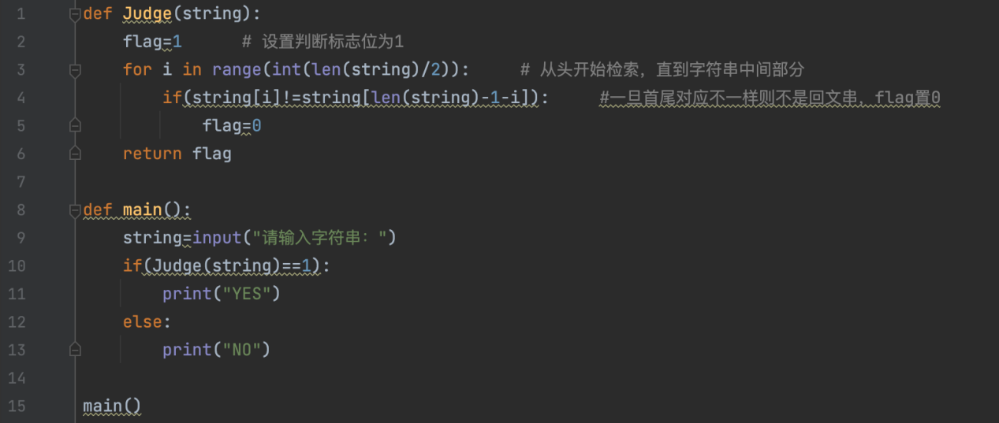 1 def Judge(string):
2 flag=1 # 设置判断标志位为1
3 for i in range(int(len(string)/2)): # 从头开始检索，直到字符串中间部分
4 if(string[i]!=string[len(string)-1-i]): #一旦首尾对应不一样则不是回文串，flag置0
5 flag=0
6 return flag
7
8 def main():
9 string=input("请输入字符串：")
10 if(Judge(string)==1):
11 print("YES")
12 else:
13 print("NO")
14
15 main()